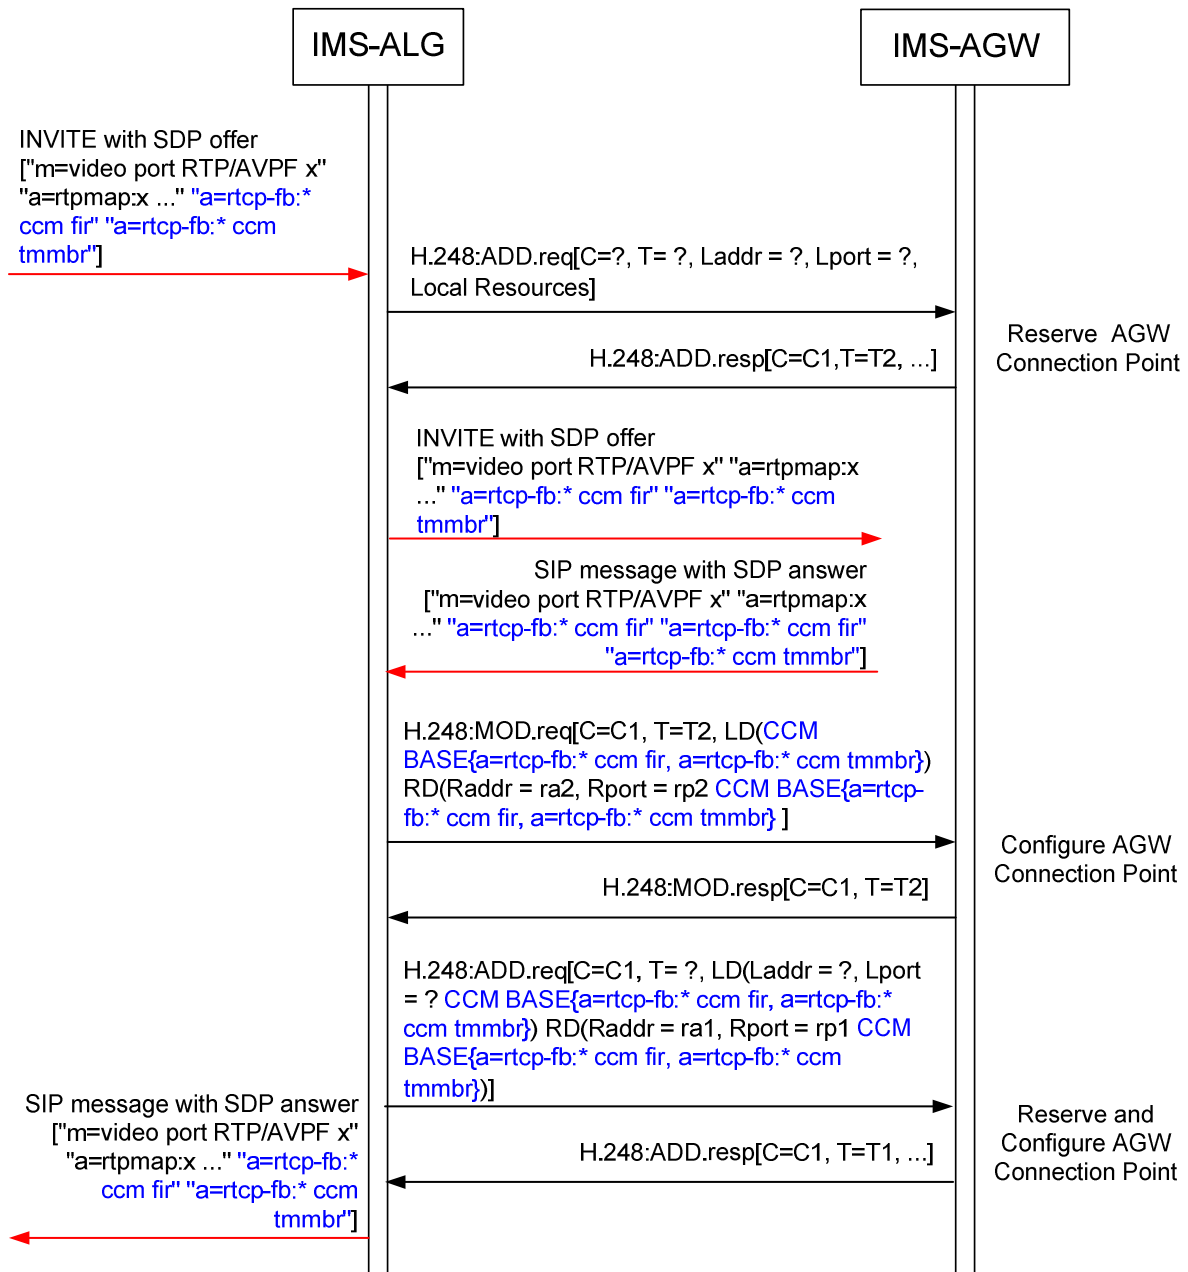 IMS-ALG
IMS-AGW
INVITE with SDP offer
["m=video port RTP/AVPF x"
"a=rtpmap:x ..." "a=rtcp-fb:*
ccm fir" "a=rtcp-fb:* ccm
tmmbr"]
H.248:ADD.req[C=?, T= ?, Laddr = ?, Lport = ?,
Local Resources]
Reserve AGW
Connection Point
H.248:ADD.resp[C=C1,T=T2, ...]
INVITE with SDP offer
["m=video port RTP/AVPF x" "a=rtpmap:x
..." "a=rtcp-fb:* ccm fir" "a=rtcp-fb:* ccm
tmmbr"]
SIP message with SDP answer
["m=video port RTP/AVPF x" "a=rtpmap:x
..." "a=rtcp-fb:* ccm fir" "a=rtcp-fb:* ccm fir"
"a=rtcp-fb:* ccm tmmbr"]
H.248:MOD.req[C=C1, T=T2, LD(CCM
BASE{a=rtcp-fb:* ccm fir, a=rtcp-fb:* ccm tmmbr})
RD(Raddr = ra2, Rport = rp2 CCM BASE{a=rtcp-
fb:* ccm fir, a=rtcp-fb:* ccm tmmbr} ]
Configure AGW
Connection Point
H.248:MOD.resp[C=C1, T=T2]
H.248:ADD.req[C=C1, T= ?, LD(Laddr = ?, Lport
= ? CCM BASE{a=rtcp-fb:* ccm fir, a=rtcp-fb:*
ccm tmmbr}) RD(Raddr = ra1, Rport = rp1 CCM
BASE{a=rtcp-fb:* ccm fir, a=rtcp-fb:* ccm
tmmbr})]
SIP message with SDP answer
["m=video port RTP/AVPF x"
"a=rtpmap:x ..." "a=rtcp-fb:*
ccm fir" "a=rtcp-fb:* ccm
tmmbr"]
Reserve and
Configure AGW
Connection Point
H.248:ADD.resp[C=C1, T=T1, ...]